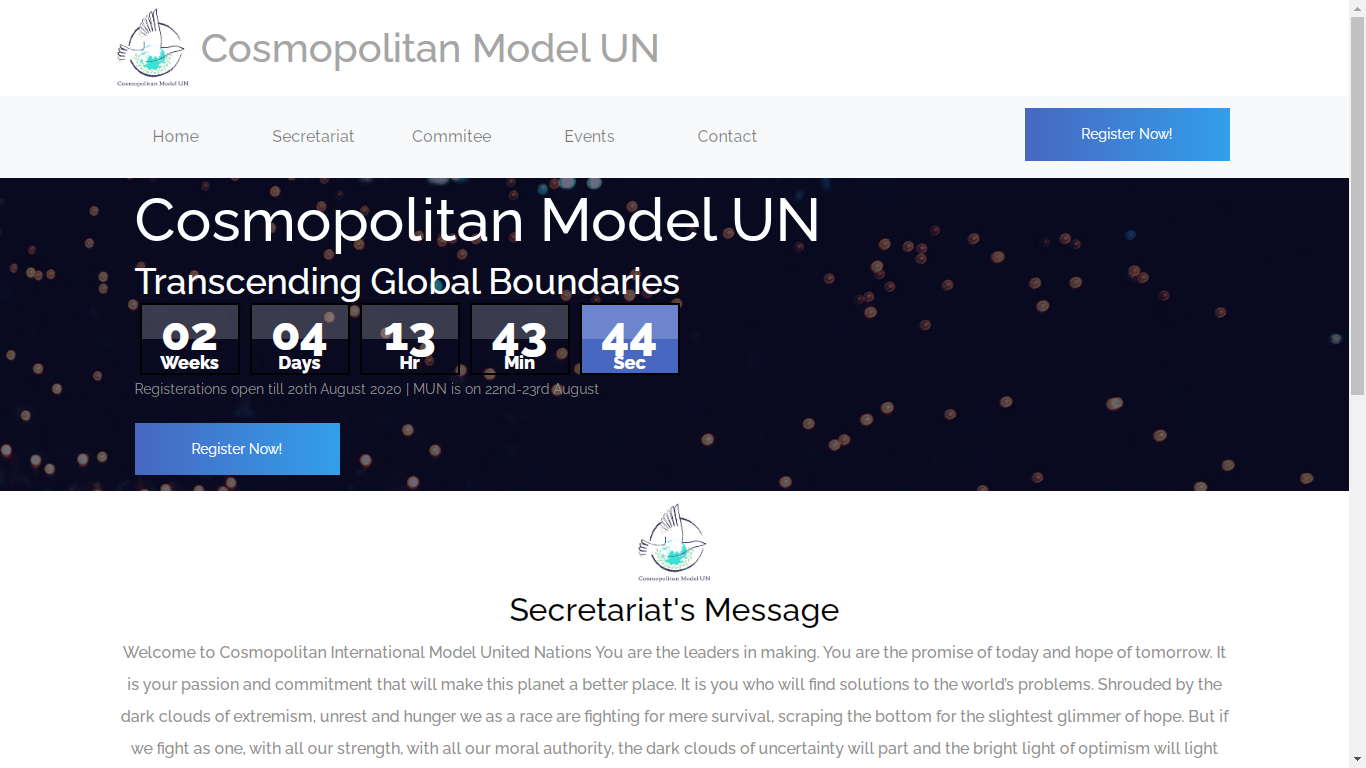 Cosmopolitan Model UN
Cosmopolitan Model UN
Home
Secretariat
Commitee
Events
Contact
Register Now!
Cosmopolitan Model UN
Transcending Global Boundaries
02 04 13 43 44
Weeks Days Hr Min Sec
Registerations open till 20th August 2020 | MUN is on 22nd-23rd August
Register Now!
Cosmopolitan Model UN
Secretariat's Message
Welcome to Cosmopolitan International Model United Nations You are the leaders in making. You are the promise of today and hope of tomorrow. It
is your passion and commitment that will make this planet a better place. It is you who will find solutions to the world’s problems. Shrouded by the
dark clouds of extremism, unrest and hunger we as a race are fighting for mere survival, scraping the bottom for the slightest glimmer of hope. But if
we fight as one, with all our strength, with all our moral authority, the dark clouds of uncertainty will part and the bright light of optimism will light